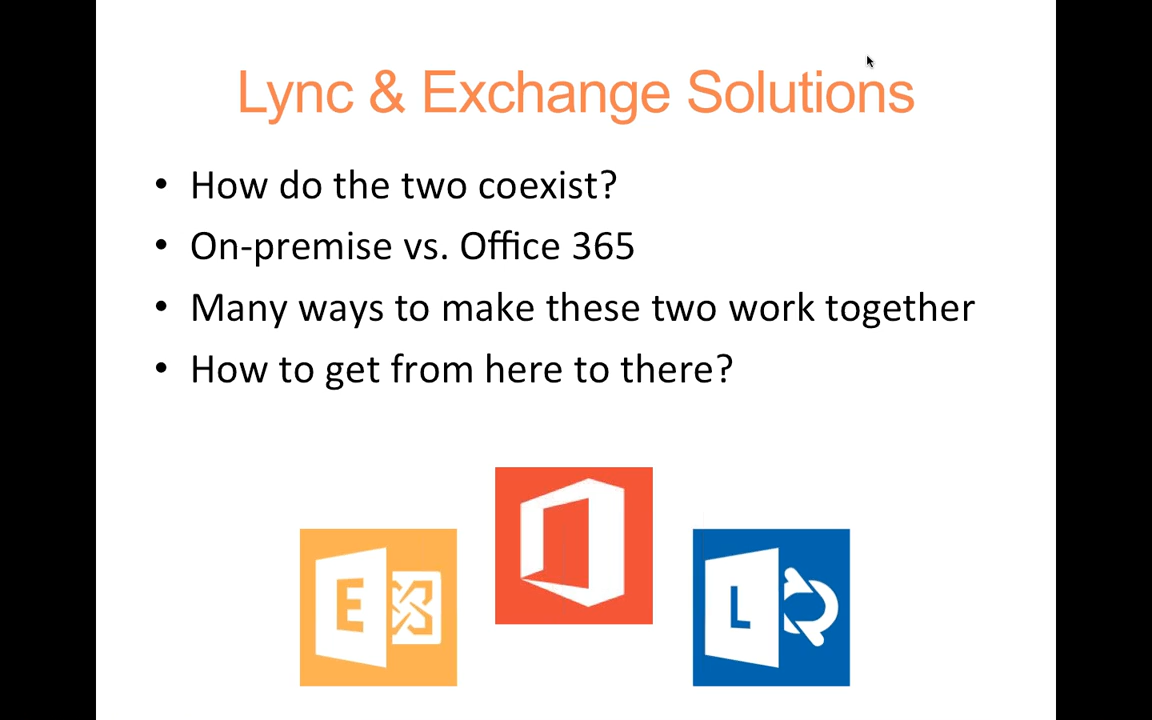 Lync & Exchange Solutions
• How do the two coexist?
• On-premise vs. Office 365
• Many ways to make these two work together
• How to get from here to there?
E
L